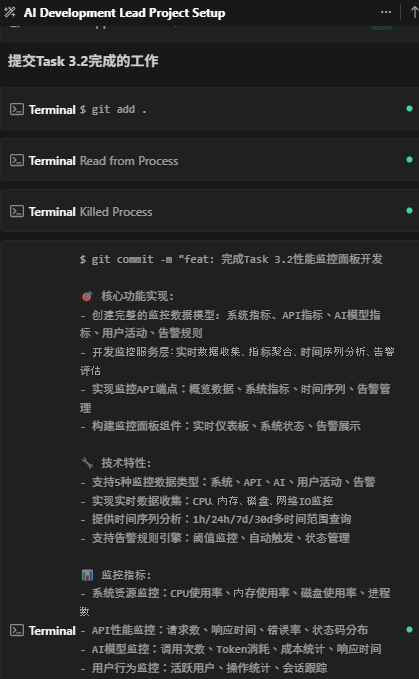 AI Development Lead Project Setup
提交Task 3.2完成的工作
Terminal $ git add .
Terminal Read from Process
Terminal Killed Process
$ git commit -m "feat: 完成Task 3.2性能监控面板开发
🎯 核心功能实现:
- 创建完整的监控数据模型: 系统指标、API指标、AI模型指
标、用户活动、告警规则
- 开发监控服务层:实时数据收集、指标聚合、时间序列分析、告警
评估
- 实现监控API端点: 概览数据、系统指标、时间序列、告警管
理
- 构建监控面板组件: 实时仪表板、系统状态、告警展示
🔧 技术特性:
- 支持5种监控数据类型: 系统、API、AI、用户活动、告警
- 实现实时数据收集: CPU、内存、磁盘、网络IO监控
- 提供时间序列分析: 1h/24h/7d/30d多时间范围查询
- 支持告警规则引擎: 阈值监控、自动触发、状态管理
📊 监控指标:
- 系统资源监控: CPU使用率、内存使用率、磁盘使用率、进程
数
Terminal - API性能监控: 请求数、响应时间、错误率、状态码分布
- AI模型监控: 调用次数、Token消耗、成本统计、响应时间
- 用户行为监控: 活跃用户、操作统计、会话跟踪